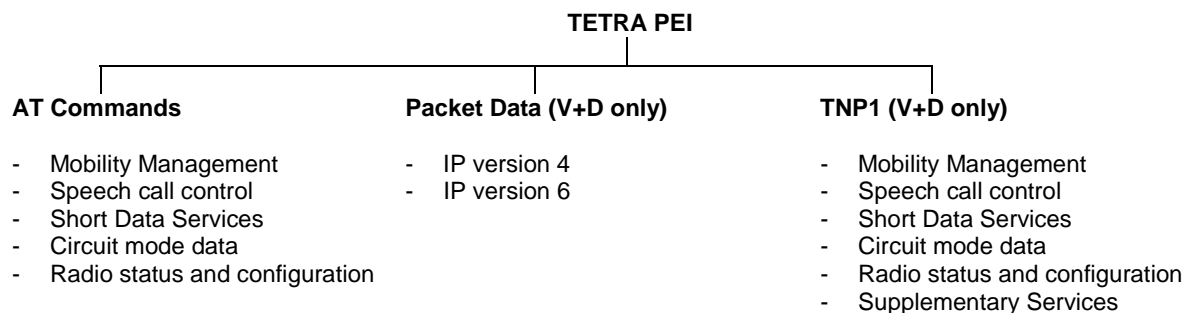 TETRA PEI
AT Commands
- Mobility Management
- Speech call control
- Short Data Services
- Circuit mode data
- Radio status and configuration
Packet Data (V+D only)
- IP version 4
- IP version 6
TNP1 (V+D only)
- Mobility Management
- Speech call control
- Short Data Services
- Circuit mode data
- Radio status and configuration
- Supplementary Services